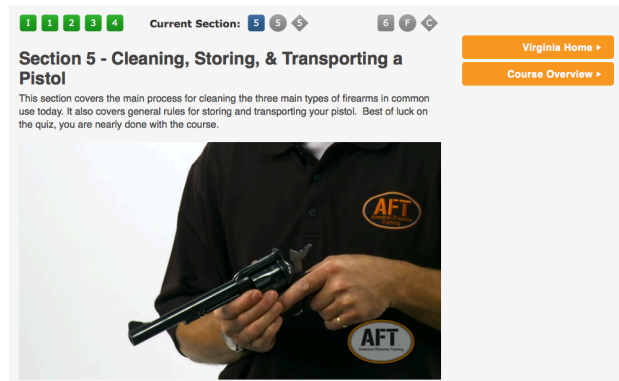 I 1 2 3 4 Current Section: 5 5 5 6 F C
Virginia Home
Course Overview
Section 5 - Cleaning, Storing, & Transporting a
Pistol
This section covers the main process for cleaning the three main types of firearms in common
use today. It also covers general rules for storing and transporting your pistol.  Best of luck on
the quiz, you are nearly done with the course.
AFT
American Firearms
Training
AFT
American Firearms Training